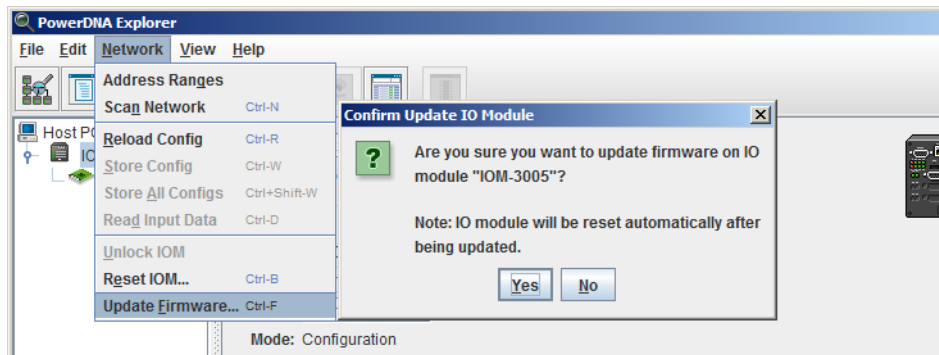 PowerDNA Explorer
File Edit Network View Help
Address Ranges
Scan Network Ctrl-N
Reload Config Ctrl-R
Store Config Ctrl-W
Store All Configs Ctrl+Shift-W
Read Input Data Ctrl-D
Unlock IOM
Reset IOM... Ctrl-B
Update Firmware... Ctrl-F
Host PC
IO
Confirm Update IO Module
Are you sure you want to update firmware on IO
module "IOM-3005"?
Note: IO module will be reset automatically after
being updated.
Yes No
Mode: Configuration